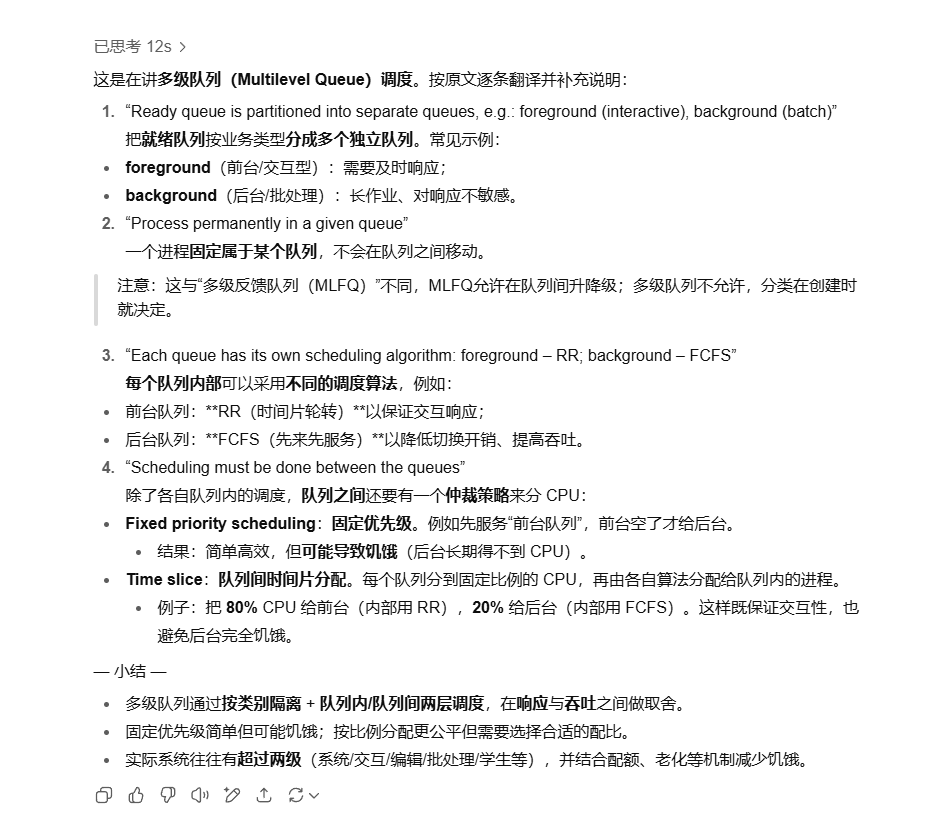 已思考 12s
这是在讲多级队列（Multilevel Queue）调度。按原文逐条翻译并补充说明：
1. “Ready queue is partitioned into separate queues, e.g.: foreground (interactive), background (batch)”
把就绪队列按业务类型分成多个独立队列。常见示例：
• foreground（前台/交互型）：需要及时响应；
• background（后台/批处理）：长作业、对响应不敏感。
2. “Process permanently in a given queue”
一个进程固定属于某个队列，不会在队列之间移动。
注意：这与“多级反馈队列（MLFQ）”不同，MLFQ允许在队列间升降级；多级队列不允许，分类在创建时
就决定。
3. “Each queue has its own scheduling algorithm: foreground – RR; background – FCFS”
每个队列内部可以采用不同的调度算法，例如：
• 前台队列：**RR（时间片轮转）**以保证交互响应；
• 后台队列：**FCFS（先来先服务）**以降低切换开销、提高吞吐。
4. “Scheduling must be done between the queues”
除了各自队列内的调度，队列之间还要有一个仲裁策略来分 CPU：
• Fixed priority scheduling：固定优先级。例如先服务“前台队列”，前台空了才给后台。
• 结果：简单高效，但可能导致饥饿（后台长期得不到 CPU）。
• Time slice：队列间时间片分配。每个队列分到固定比例的 CPU，再由各自算法分配给队列内的进程。
• 例子：把 80% CPU 给前台（内部用 RR），20% 给后台（内部用 FCFS）。这样既保证交互性，也
避免后台完全饥饿。
— 小结 —
• 多级队列通过按类别隔离 + 队列内/队列间两层调度，在响应与吞吐之间做取舍。
• 固定优先级简单但可能饥饿；按比例分配更公平但需要选择合适的配比。
• 实际系统往往有超过两级（系统/交互/编辑/批处理/学生等），并结合配额、老化等机制减少饥饿。